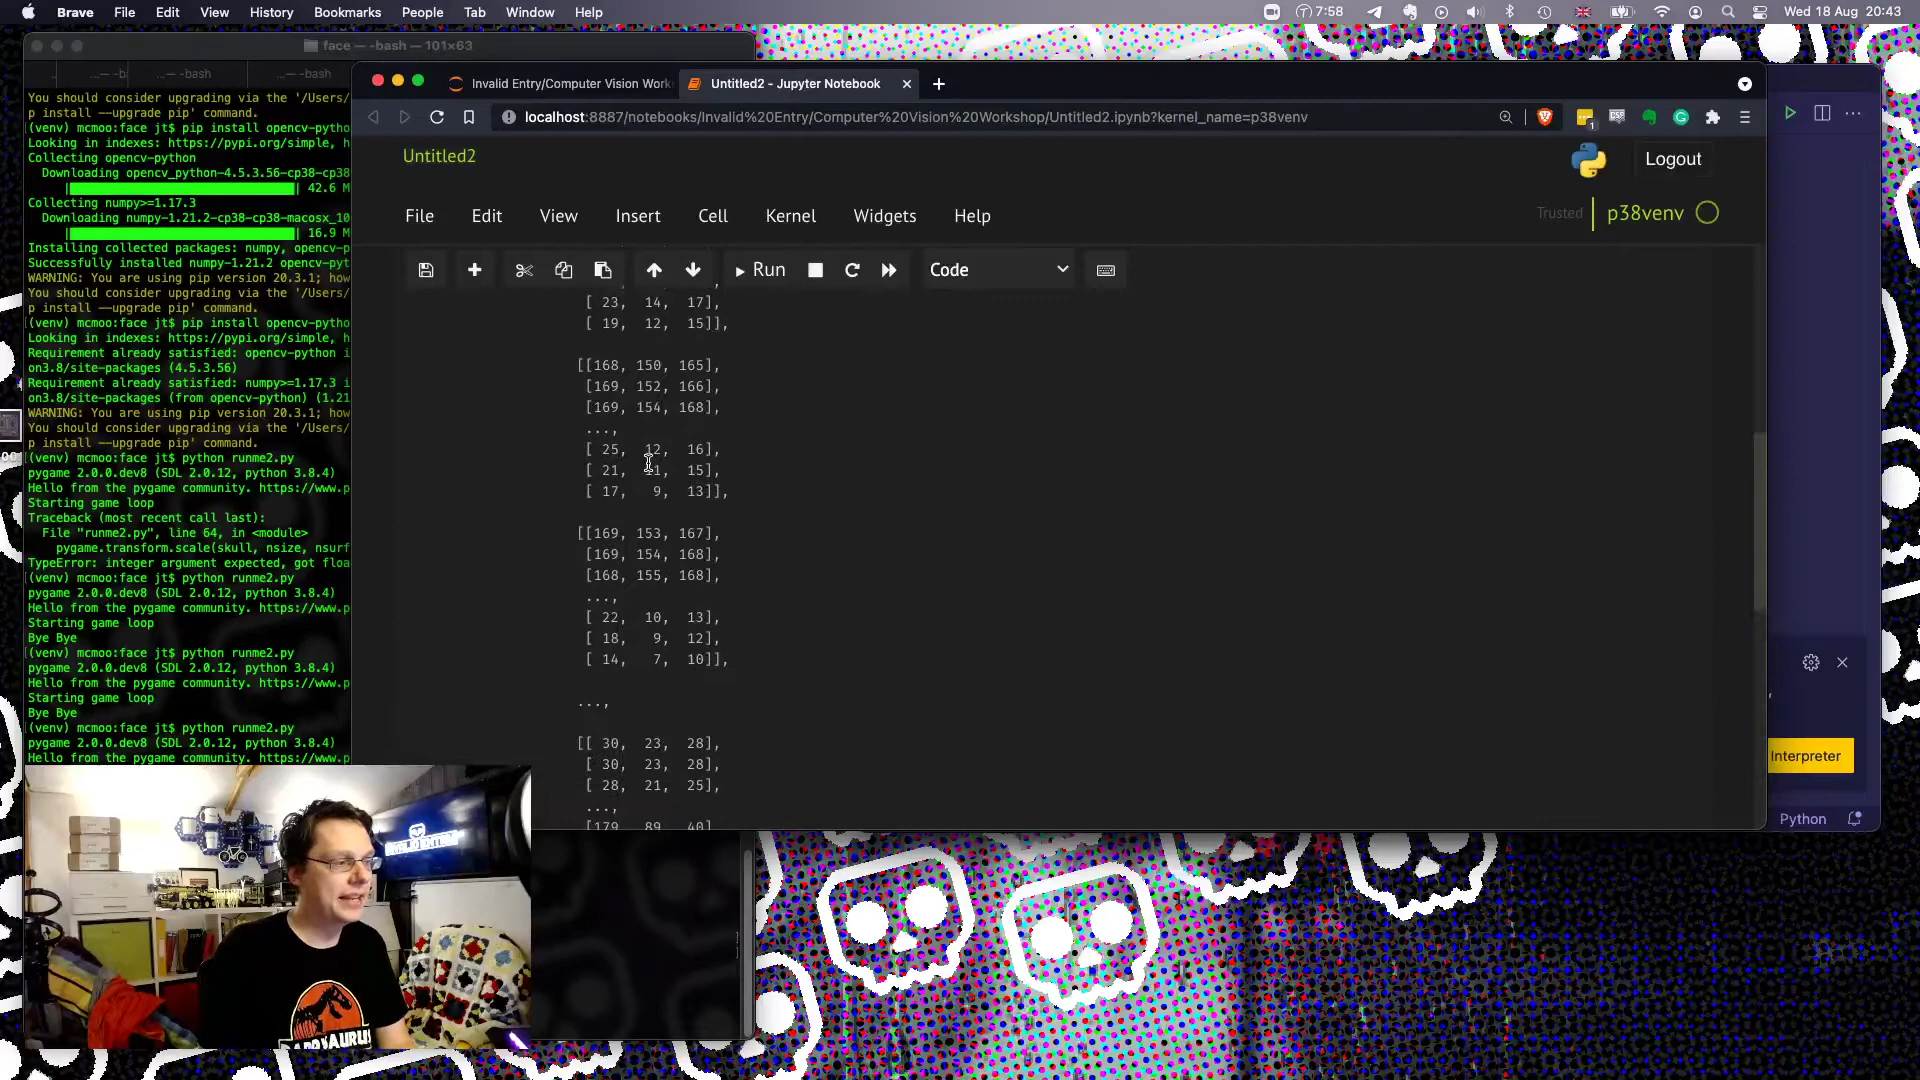 Brave File Edit View History Bookmarks People Tab Window Help
7:58 Wed 18 Aug 20:43
face — -bash — 101×63
...— -b
...— -bash
...— -bash
You should consider upgrading via the '/Users/
p install --upgrade pip' command.
(venv) mcmoo:face jt$ pip install opencv-pytho
Looking in indexes: https://pypi.org/simple, h
Collecting opencv-python
Downloading opencv_python-4.5.3.56-cp38-cp38
42.6 M
Collecting numpy>=1.17.3
Downloading numpy-1.21.2-cp38-cp38-macosx_10
16.9 M
Installing collected packages: numpy, opencv-p
Successfully installed numpy-1.21.2 opencv-pyt
WARNING: You are using pip version 20.3.1; how
You should consider upgrading via the '/Users/
p install --upgrade pip' command.
(venv) mcmoo:face jt$ pip install opencv-pytho
Looking in indexes: https://pypi.org/simple, h
Requirement already satisfied: opencv-python i
on3.8/site-packages (4.5.3.56)
Requirement already satisfied: numpy>=1.17.3 i
on3.8/site-packages (from opencv-python) (1.21
WARNING: You are using pip version 20.3.1; how
You should consider upgrading via the '/Users/
p install --upgrade pip' command.
(venv) mcmoo:face jt$ python runme2.py
pygame 2.0.0.dev8 (SDL 2.0.12, python 3.8.4)
Hello from the pygame community. https://www.p
Starting game loop
Traceback (most recent call last):
File "runme2.py", line 64, in <module>
pygame.transform.scale(skull, nsize, nsurf
TypeError: integer argument expected, got floa
(venv) mcmoo:face jt$ python runme2.py
pygame 2.0.0.dev8 (SDL 2.0.12, python 3.8.4)
Hello from the pygame community. https://www.p
Starting game loop
Bye Bye
(venv) mcmoo:face jt$ python runme2.py
pygame 2.0.0.dev8 (SDL 2.0.12, python 3.8.4)
Hello from the pygame community. https://www.p
Starting game loop
Bye Bye
(venv) mcmoo:face jt$ python runme2.py
pygame 2.0.0.dev8 (SDL 2.0.12, python 3.8.4)
Hello from the pygame community. https://www.p
Invalid Entry/Computer Vision Work
Untitled2 - Jupyter Notebook
localhost:8887/notebooks/Invalid%20Entry/Computer%20Vision%20Workshop/Untitled2.ipynb?kernel_name=p38venv
1
Untitled2
Logout
File Edit View Insert Cell Kernel Widgets Help
Trusted p38venv
Run Code
[ 23, 14, 17],
[ 19, 12, 15]],
[[168, 150, 165],
[169, 152, 166],
[169, 154, 168],
...,
[ 25, 12, 16],
[ 21, 11, 15],
[ 17, 9, 13]],
[[169, 153, 167],
[169, 154, 168],
[168, 155, 168],
...,
[ 22, 10, 13],
[ 18, 9, 12],
[ 14, 7, 10]],
...,
[[ 30, 23, 28],
[ 30, 23, 28],
[ 28, 21, 25],
...,
[179, 89, 40]
Interpreter
Python
INVALID ENTRY